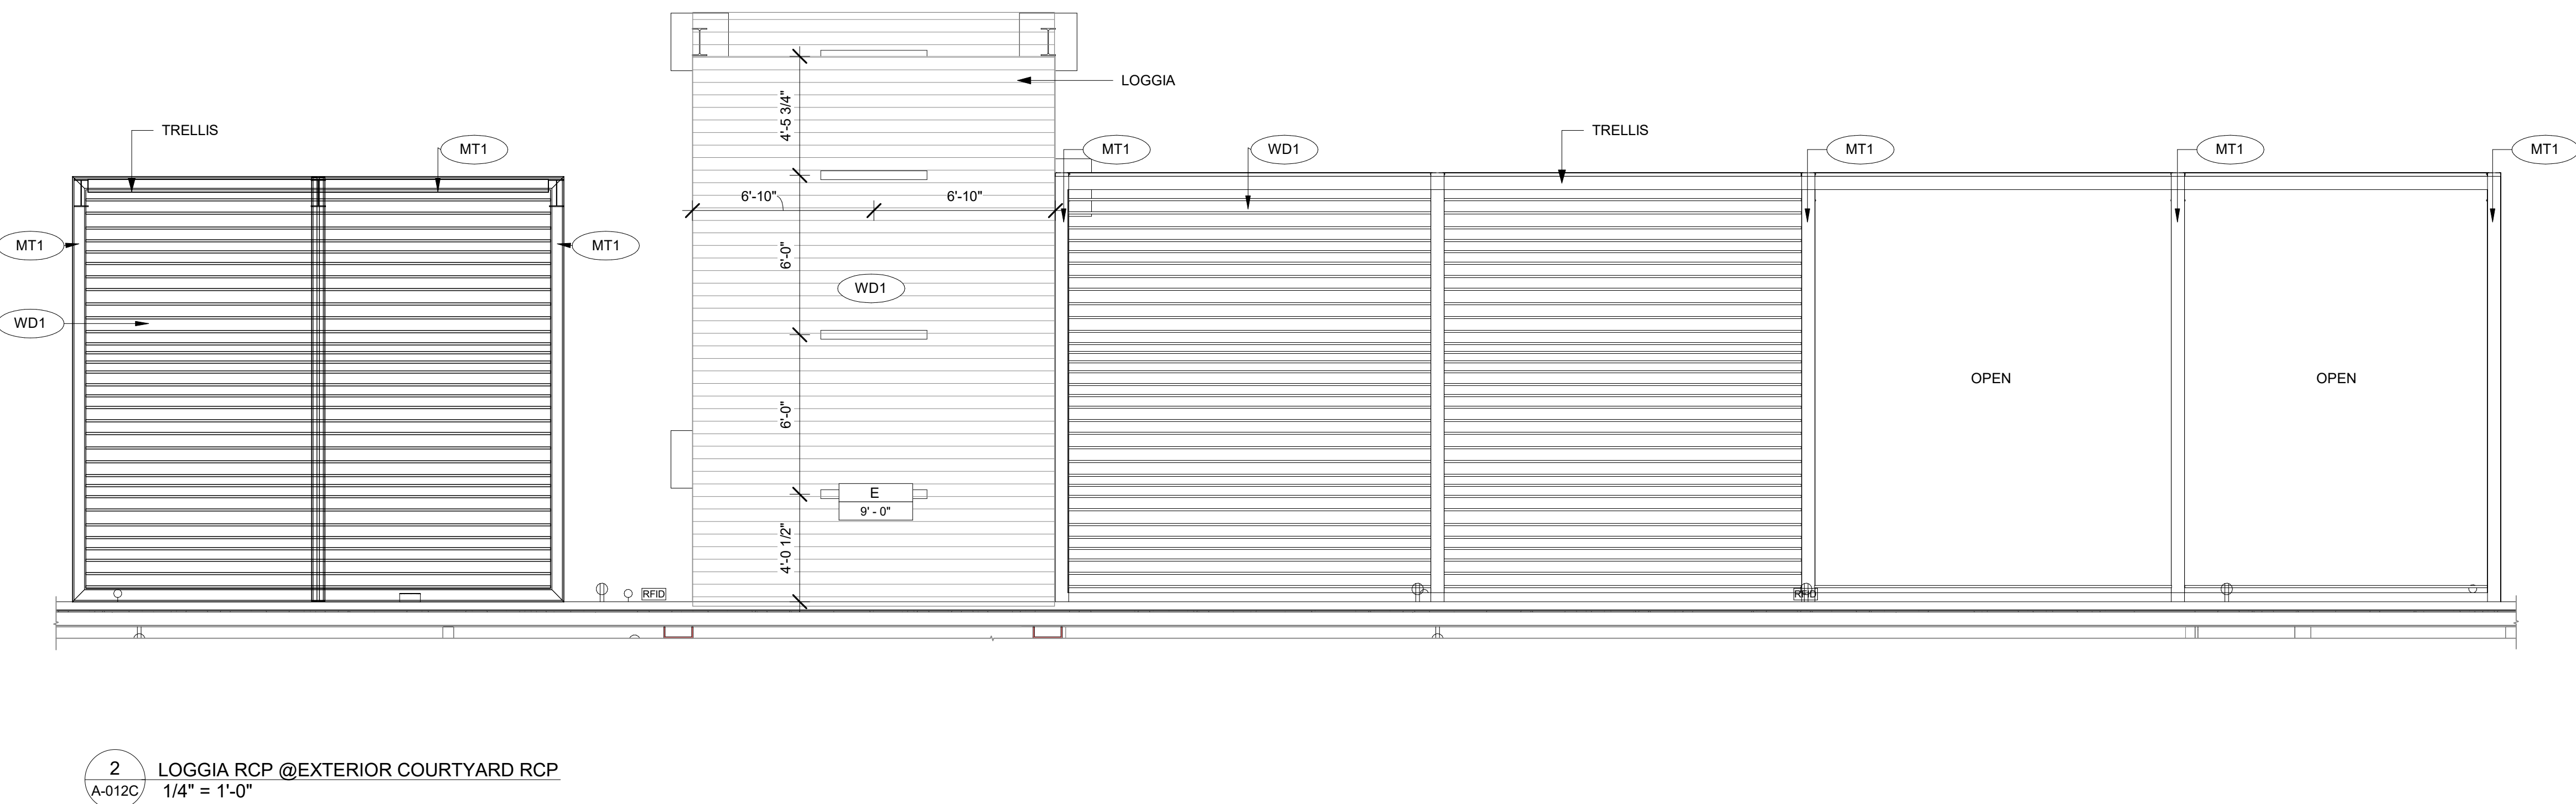 LOGGIA
4'-5 3/4"
TRELLIS
TRELLIS
MT1
MT1
WD1
MT1
MT1
MT1
6'-10"
6'-10"
MT1
MT1
6'-0"
WD1
WD1
OPEN
OPEN
6'-0"
E
9' - 0"
4'-0 1/2"
RFID
RFID
2
LOGGIA RCP @EXTERIOR COURTYARD RCP
A-012C
1/4" = 1'-0"